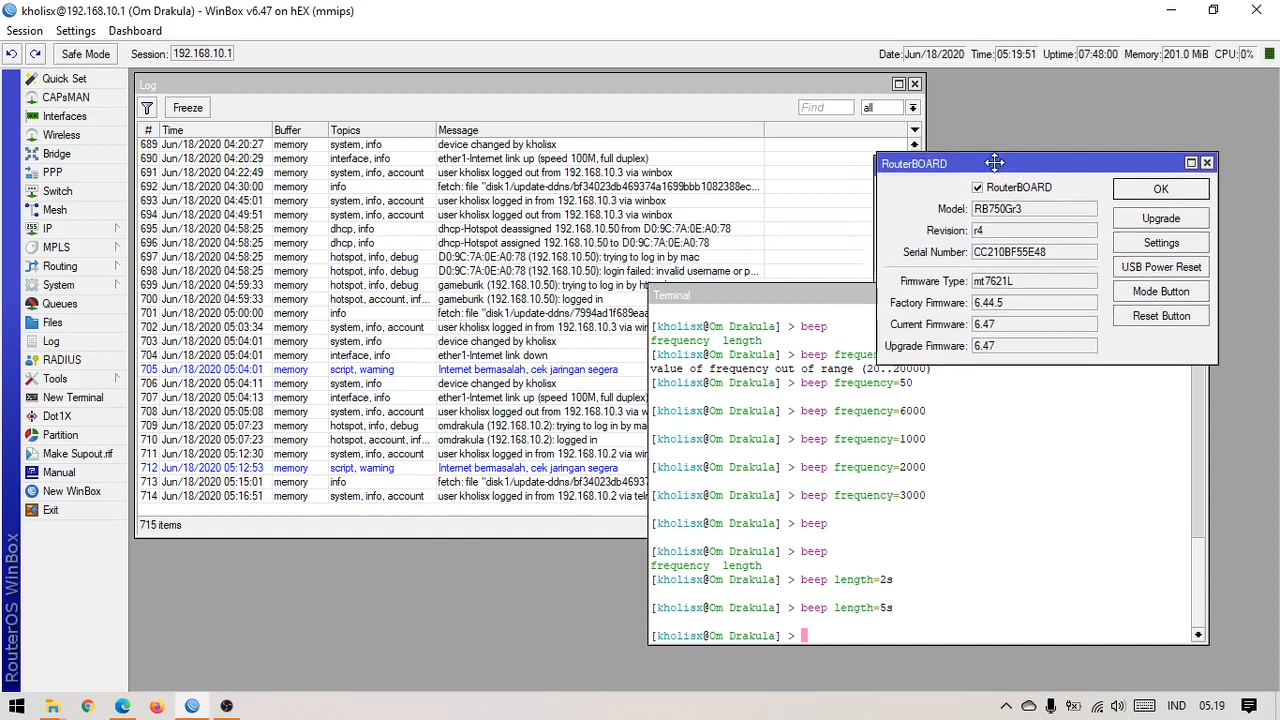 kholisx@192.168.10.1 (Om Drakula) - WinBox v6.47 on hEX (mmips)
Session Settings Dashboard
Safe Mode Session: 192.168.10.1 Date: Jun/18/2020 Time: 05:19:51 Uptime: 07:48:00 Memory: 201.0 MiB CPU: 0%
Quick Set
CAPsMAN
Interfaces
Wireless
Bridge
PPP
Switch
Mesh
IP
MPLS
Routing
System
Queues
Files
Log
RADIUS
Tools
New Terminal
Dot1X
Partition
Make Supout.rif
Manual
New WinBox
Exit
RouterOS WinBox
Log
Freeze Find all
# Time Buffer Topics Message
689 Jun/18/2020 04:20:27 memory system, info device changed by kholisx
690 Jun/18/2020 04:20:29 memory interface, info ether1-Internet link up (speed 100M, full duplex)
691 Jun/18/2020 04:22:49 memory system, info, account user kholisx logged out from 192.168.10.3 via winbox
692 Jun/18/2020 04:30:00 memory info fetch: file "disk1/update-ddns/bf34023db469374a1699bbb1082388ec...
693 Jun/18/2020 04:45:01 memory system, info, account user kholisx logged in from 192.168.10.3 via winbox
694 Jun/18/2020 04:49:51 memory system, info, account user kholisx logged out from 192.168.10.3 via winbox
695 Jun/18/2020 04:58:25 memory dhcp, info dhcp-Hotspot deassigned 192.168.10.50 from D0:9C:7A:0E:A0:78
696 Jun/18/2020 04:58:25 memory dhcp, info dhcp-Hotspot assigned 192.168.10.50 to D0:9C:7A:0E:A0:78
697 Jun/18/2020 04:58:25 memory hotspot, info, debug D0:9C:7A:0E:A0:78 (192.168.10.50): trying to log in by mac
698 Jun/18/2020 04:58:25 memory hotspot, info, debug D0:9C:7A:0E:A0:78 (192.168.10.50): login failed: invalid username or p...
699 Jun/18/2020 04:58:29 memory hotspot, info, debug gameburik (192.168.10.50): trying to log in by ht
700 Jun/18/2020 04:58:29 memory hotspot, account, inf... gameburik (192.168.10.50): logged in
701 Jun/18/2020 05:00:01 memory info fetch: file "disk1/update-ddns/7994ad1f689eaa
702 Jun/18/2020 05:03:34 memory system, info, account user kholisx logged in from 192.168.10.3 via win
703 Jun/18/2020 05:04:01 memory system, info device changed by kholisx
704 Jun/18/2020 05:04:01 memory interface, info ether1-Internet link down
705 Jun/18/2020 05:04:01 memory script, warning Internet bermasalah, cek jaringan segera
706 Jun/18/2020 05:04:11 memory system, info device changed by kholisx
707 Jun/18/2020 05:04:13 memory interface, info ether1-Internet link up (speed 100M, full duplex)
708 Jun/18/2020 05:05:08 memory system, info, account user kholisx logged out from 192.168.10.3 via wi
709 Jun/18/2020 05:07:23 memory hotspot, info, debug omdrakula (192.168.10.2): trying to log in by ma
710 Jun/18/2020 05:07:23 memory hotspot, account, inf... omdrakula (192.168.10.2): logged in
711 Jun/18/2020 05:12:30 memory system, info, account user kholisx logged in from 192.168.10.2 via win
712 Jun/18/2020 05:12:53 memory script, warning Internet bermasalah, cek jaringan segera
713 Jun/18/2020 05:15:01 memory info fetch: file "disk1/update-ddns/bf34023db4693
714 Jun/18/2020 05:16:51 memory system, info, account user kholisx logged in from 192.168.10.2 via tel
715 items
RouterBOARD
RouterBOARD OK
Model: RB750Gr3
Upgrade
Revision: r4
Settings
Serial Number: CC210BF55E48
USB Power Reset
Firmware Type: mt7621L
Mode Button
Factory Firmware: 6.44.5
Reset Button
Current Firmware: 6.47
Upgrade Firmware: 6.47
Terminal
[kholisx@Om Drakula] > beep
frequency length
[kholisx@Om Drakula] > beep frequ
value of frequency out of range (20..20000)
[kholisx@Om Drakula] > beep frequency=50
[kholisx@Om Drakula] > beep frequency=6000
[kholisx@Om Drakula] > beep frequency=1000
[kholisx@Om Drakula] > beep frequency=2000
[kholisx@Om Drakula] > beep frequency=3000
[kholisx@Om Drakula] > beep
[kholisx@Om Drakula] > beep
frequency length
[kholisx@Om Drakula] > beep length=2s
[kholisx@Om Drakula] > beep length=5s
[kholisx@Om Drakula] >
IND 05.19